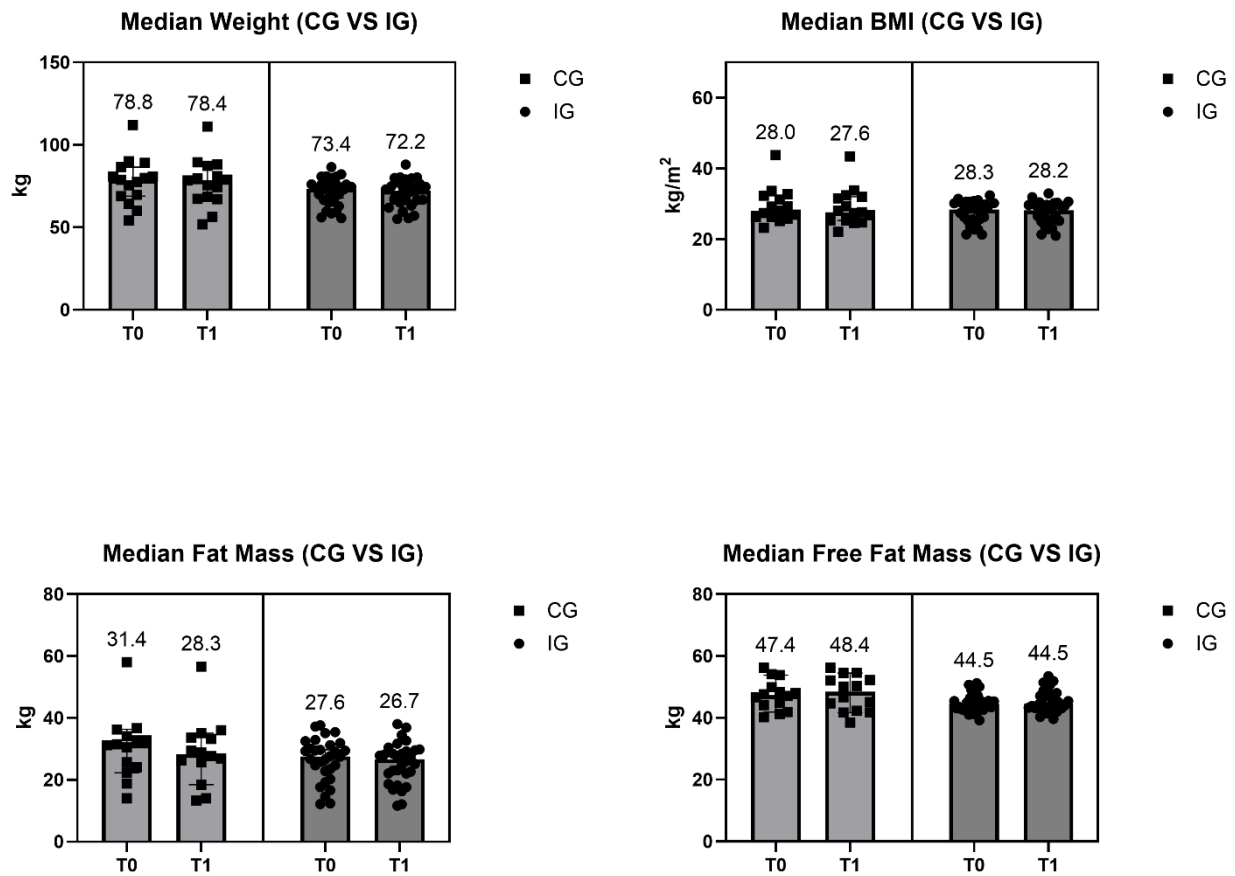 Median Weight (CG VS IG)
150
100
50
0
kg
78.8
78.4
73.4
72.2
T0
T1
T0
T1
CG
IG
Median BMI (CG VS IG)
60
40
20
0
kg/m²
28.0
27.6
28.3
28.2
T0
T1
T0
T1
CG
IG
Median Fat Mass (CG VS IG)
80
60
40
20
0
kg
31.4
28.3
27.6
26.7
T0
T1
T0
T1
CG
IG
Median Free Fat Mass (CG VS IG)
80
60
40
20
0
kg
47.4
48.4
44.5
44.5
T0
T1
T0
T1
CG
IG